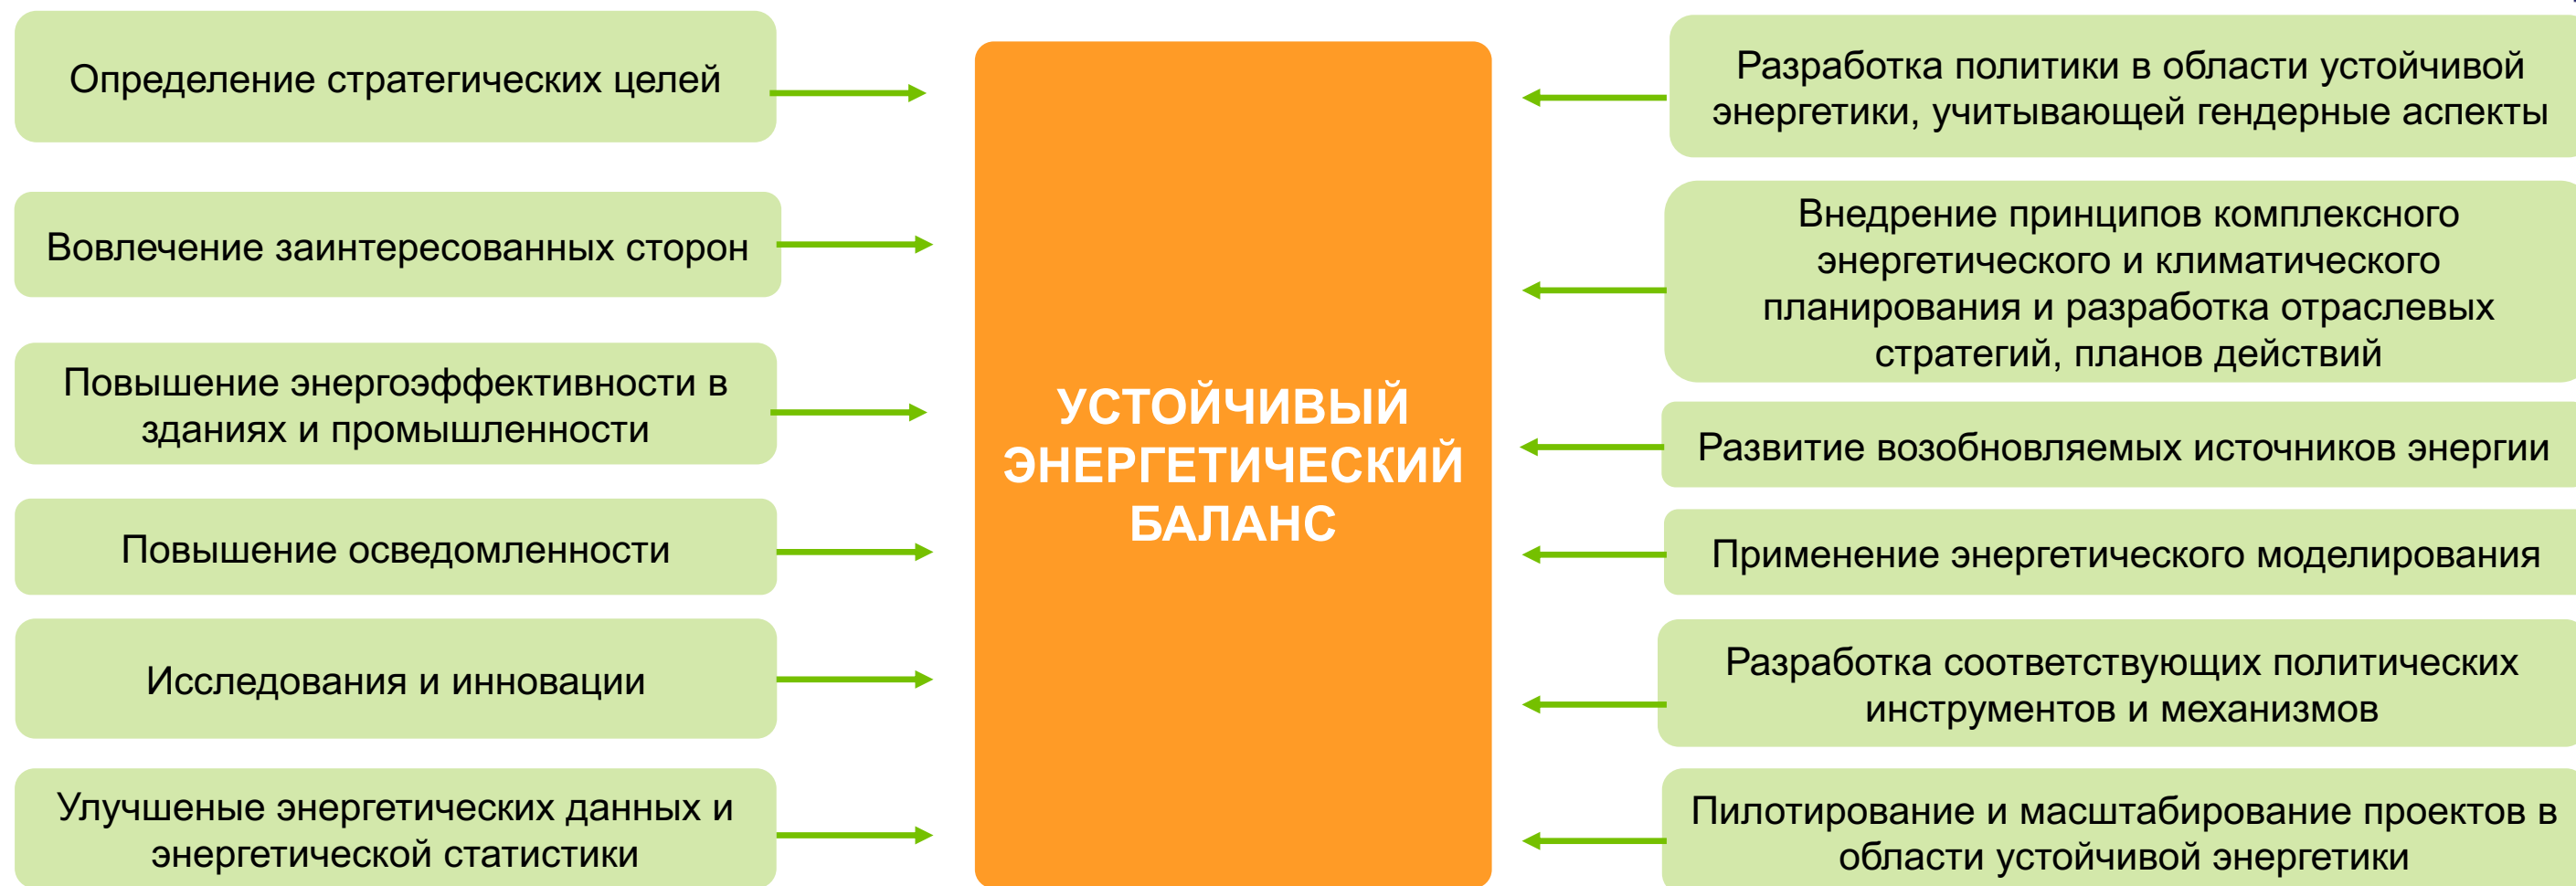 Определение стратегических целей
Вовлечение заинтересованных сторон
Повышение энергоэффективности в
зданиях и промышленности
Повышение осведомленности
Исследования и инновации
Улучшеные энергетических данных и
энергетической статистики
УСТОЙЧИВЫЙ
ЭНЕРГЕТИЧЕСКИЙ
БАЛАНС
Разработка политики в области устойчивой
энергетики, учитывающей гендерные аспекты
Внедрение принципов комплексного
энергетического и климатического
планирования и разработка отраслевых
стратегий, планов действий
Развитие возобновляемых источников энергии
Применение энергетического моделирования
Разработка соответствующих политических
инструментов и механизмов
Пилотирование и масштабирование проектов в
области устойчивой энергетики